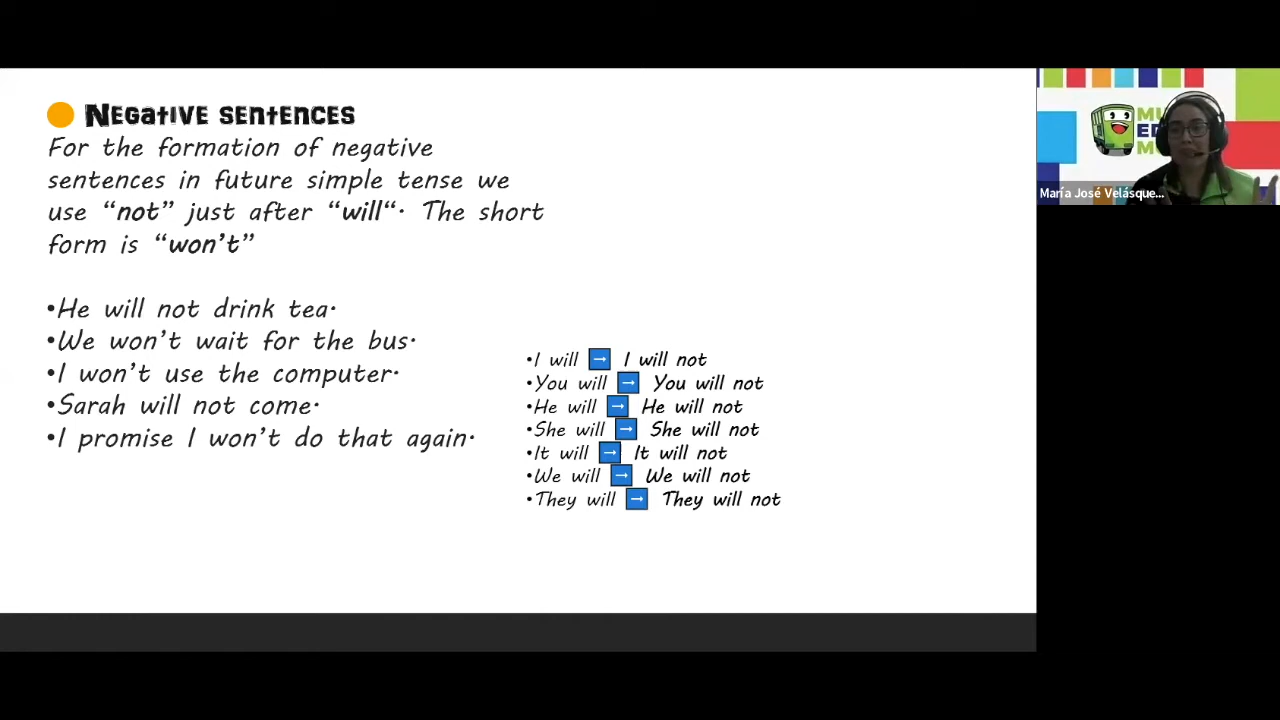 Negative sentences
For the formation of negative
sentences in future simple tense we
use “not” just after “will“. The short
form is “won’t”
•He will not drink tea.
•We won’t wait for the bus.
•I won’t use the computer.
•Sarah will not come.
•I promise I won’t do that again.
•I will ➡ I will not
•You will ➡ You will not
•He will ➡ He will not
•She will ➡ She will not
•It will ➡ It will not
•We will ➡ We will not
•They will ➡ They will not
María José Velásque...